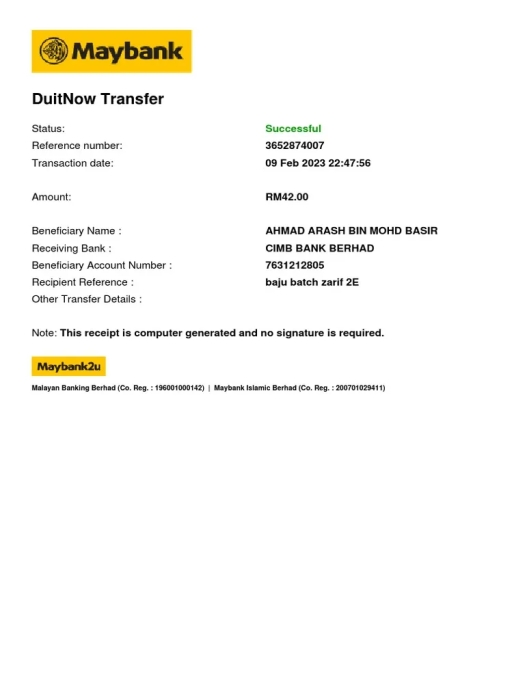 Maybank
DuitNow Transfer
Status: Successful
Reference number: 3652874007
Transaction date: 09 Feb 2023 22:47:56
Amount: RM42.00
Beneficiary Name : AHMAD ARASH BIN MOHD BASIR
Receiving Bank : CIMB BANK BERHAD
Beneficiary Account Number : 7631212805
Recipient Reference : baju batch zarif 2E
Other Transfer Details :
Note: This receipt is computer generated and no signature is required.
Maybank2u
Malayan Banking Berhad (Co. Reg. : 196001000142) | Maybank Islamic Berhad (Co. Reg. : 200701029411)